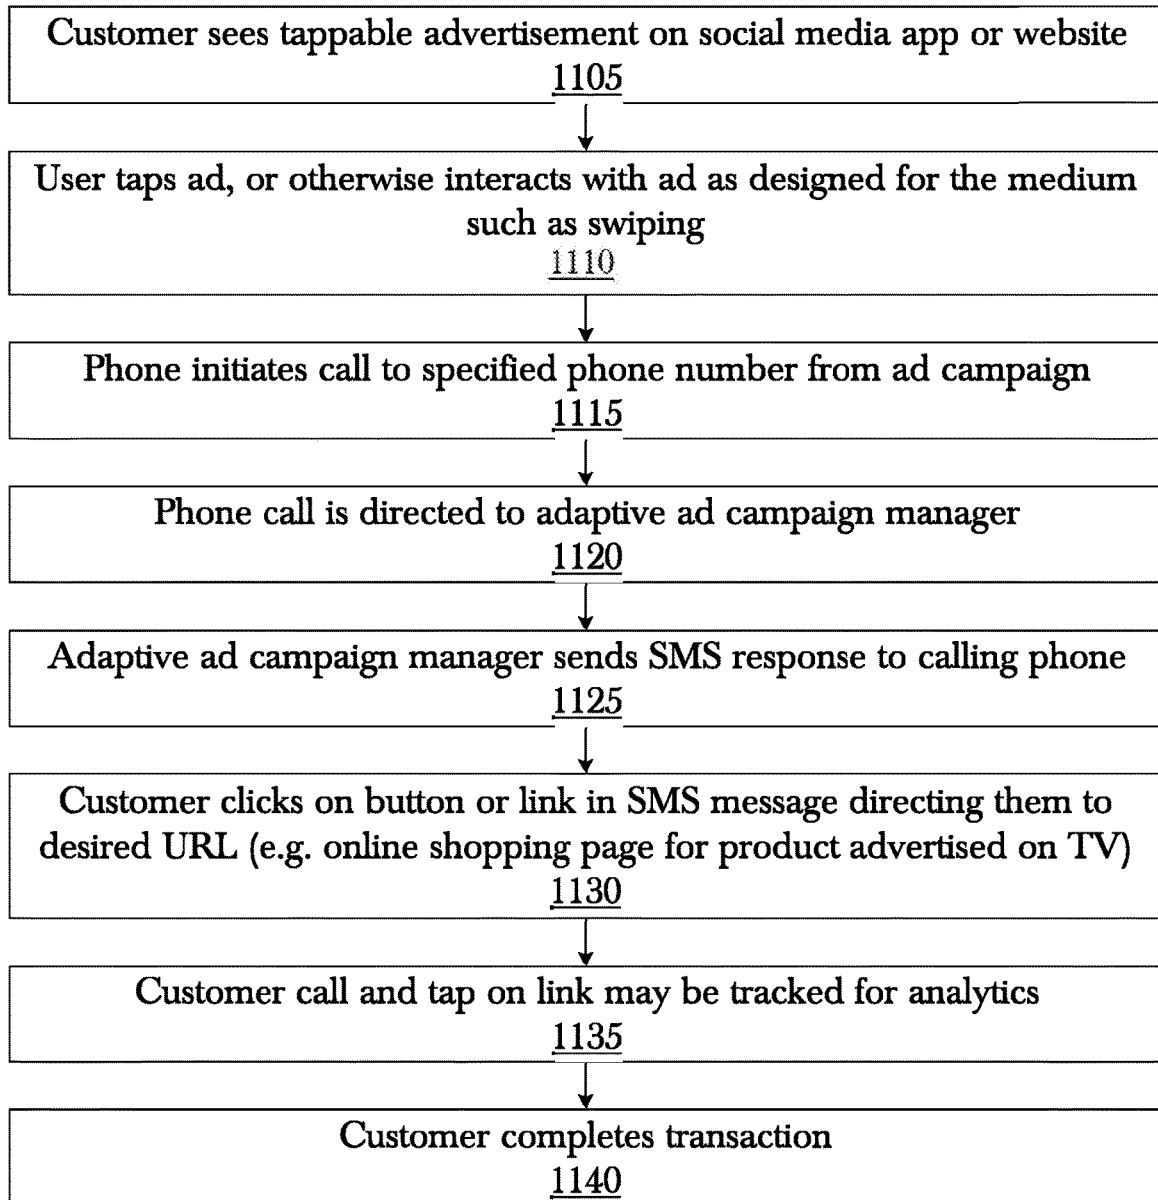 Customer sees tappable advertisement on social media app or website
1105
User taps ad, or otherwise interacts with ad as designed for the medium
such as swiping
1110
Phone initiates call to specified phone number from ad campaign
1115
Phone call is directed to adaptive ad campaign manager
1120
Adaptive ad campaign manager sends SMS response to calling phone
1125
Customer clicks on button or link in SMS message directing them to
desired URL (e.g. online shopping page for product advertised on TV)
1130
Customer call and tap on link may be tracked for analytics
1135
Customer completes transaction
1140